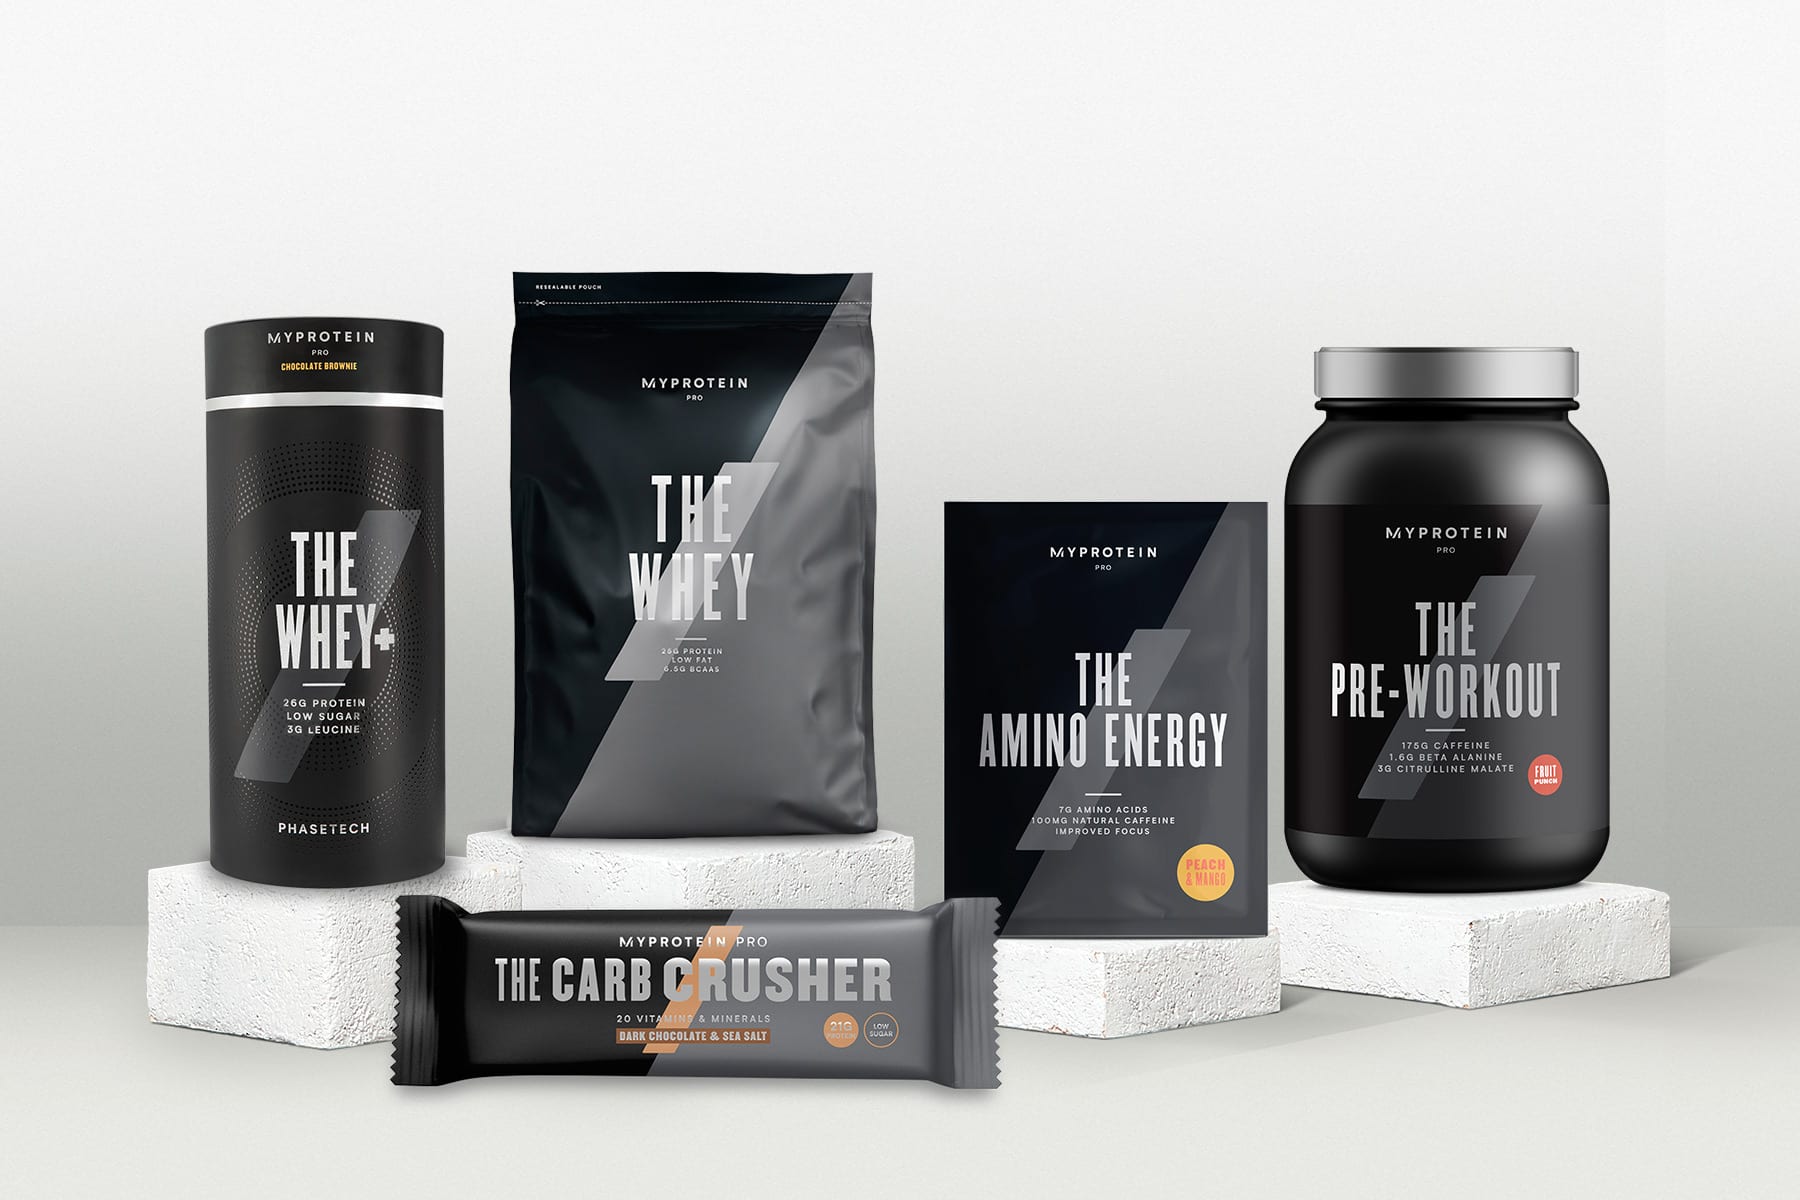 MYPROTEIN
PRO
CHOCOLATE BROWNIE
THE
WHEY+
26G PROTEIN
LOW SUGAR
3G LEUCINE
PHASETECH
RESEALABLE POUCH
MYPROTEIN
PRO
THE
WHEY
25G PROTEIN
LOW FAT
6.5G BCAAS
MYPROTEIN
PRO
THE
AMINO ENERGY
7G AMINO ACIDS
100MG NATURAL CAFFEINE
IMPROVED FOCUS
PEACH
& MANGO
MYPROTEIN
PRO
THE
PRE-WORKOUT
175G CAFFEINE
1.6G BETA ALANINE
3G CITRULLINE MALATE
FRUIT
PUNCH
MYPROTEIN PRO
THE CARB CRUSHER
20 VITAMINS & MINERALS
DARK CHOCOLATE & SEA SALT
21G
PROTEIN
LOW
SUGAR